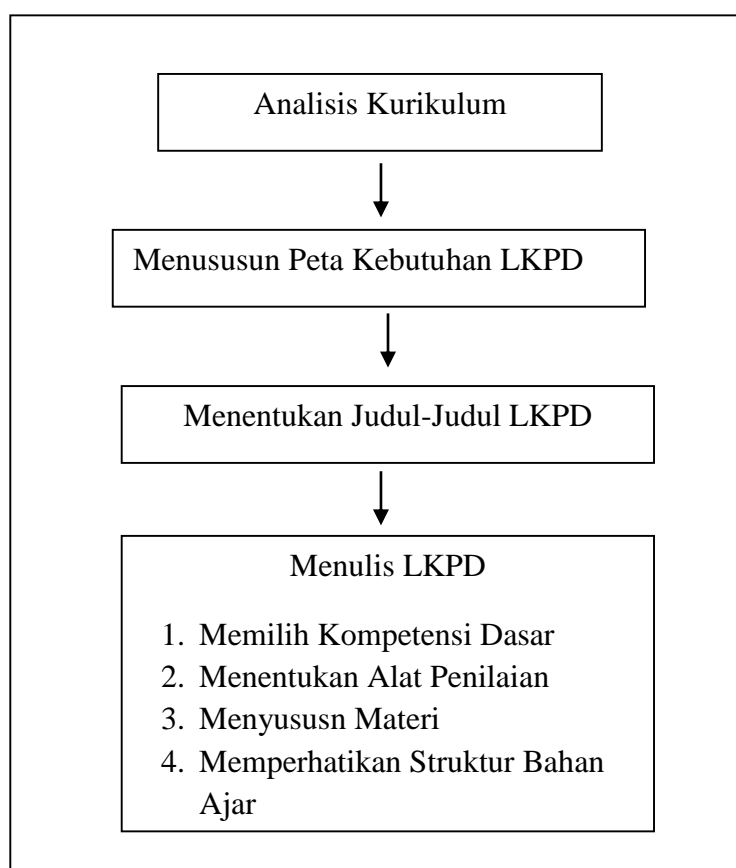 Analisis Kurikulum
Menususun Peta Kebutuhan LKPD
Menentukan Judul-Judul LKPD
Menulis LKPD
1. Memilih Kompetensi Dasar
2. Menentukan Alat Penilaian
3. Menyususn Materi
4. Memperhatikan Struktur Bahan
Ajar